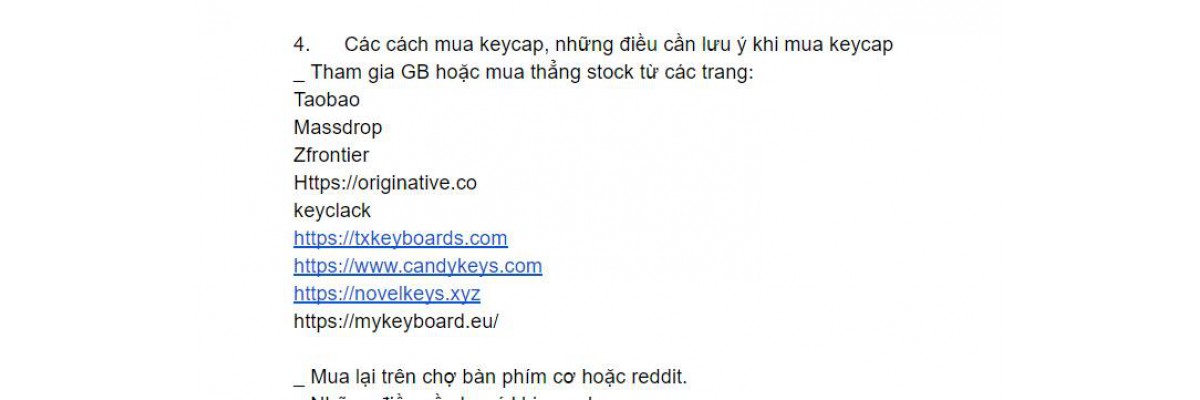 4. Các cách mua keycap, những điều cần lưu ý khi mua keycap
_ Tham gia GB hoặc mua thẳng stock từ các trang:
Taobao
Massdrop
Zfrontier
Https://originative.co
keyclack
https://txkeyboards.com
https://www.candykeys.com
https://novelkeys.xyz
https://mykeyboard.eu/
_ Mua lại trên chợ bàn phím cơ hoặc reddit.